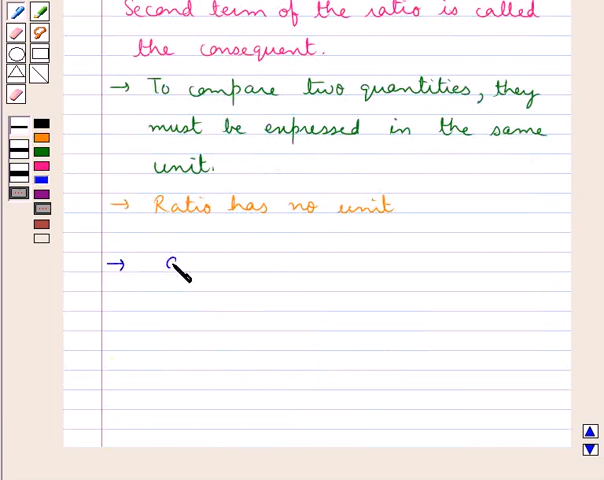 Second term of the ratio is called
the consequent.
→ To compare two quantities, they
must be expressed in the same
unit.
→ Ratio has no unit
→